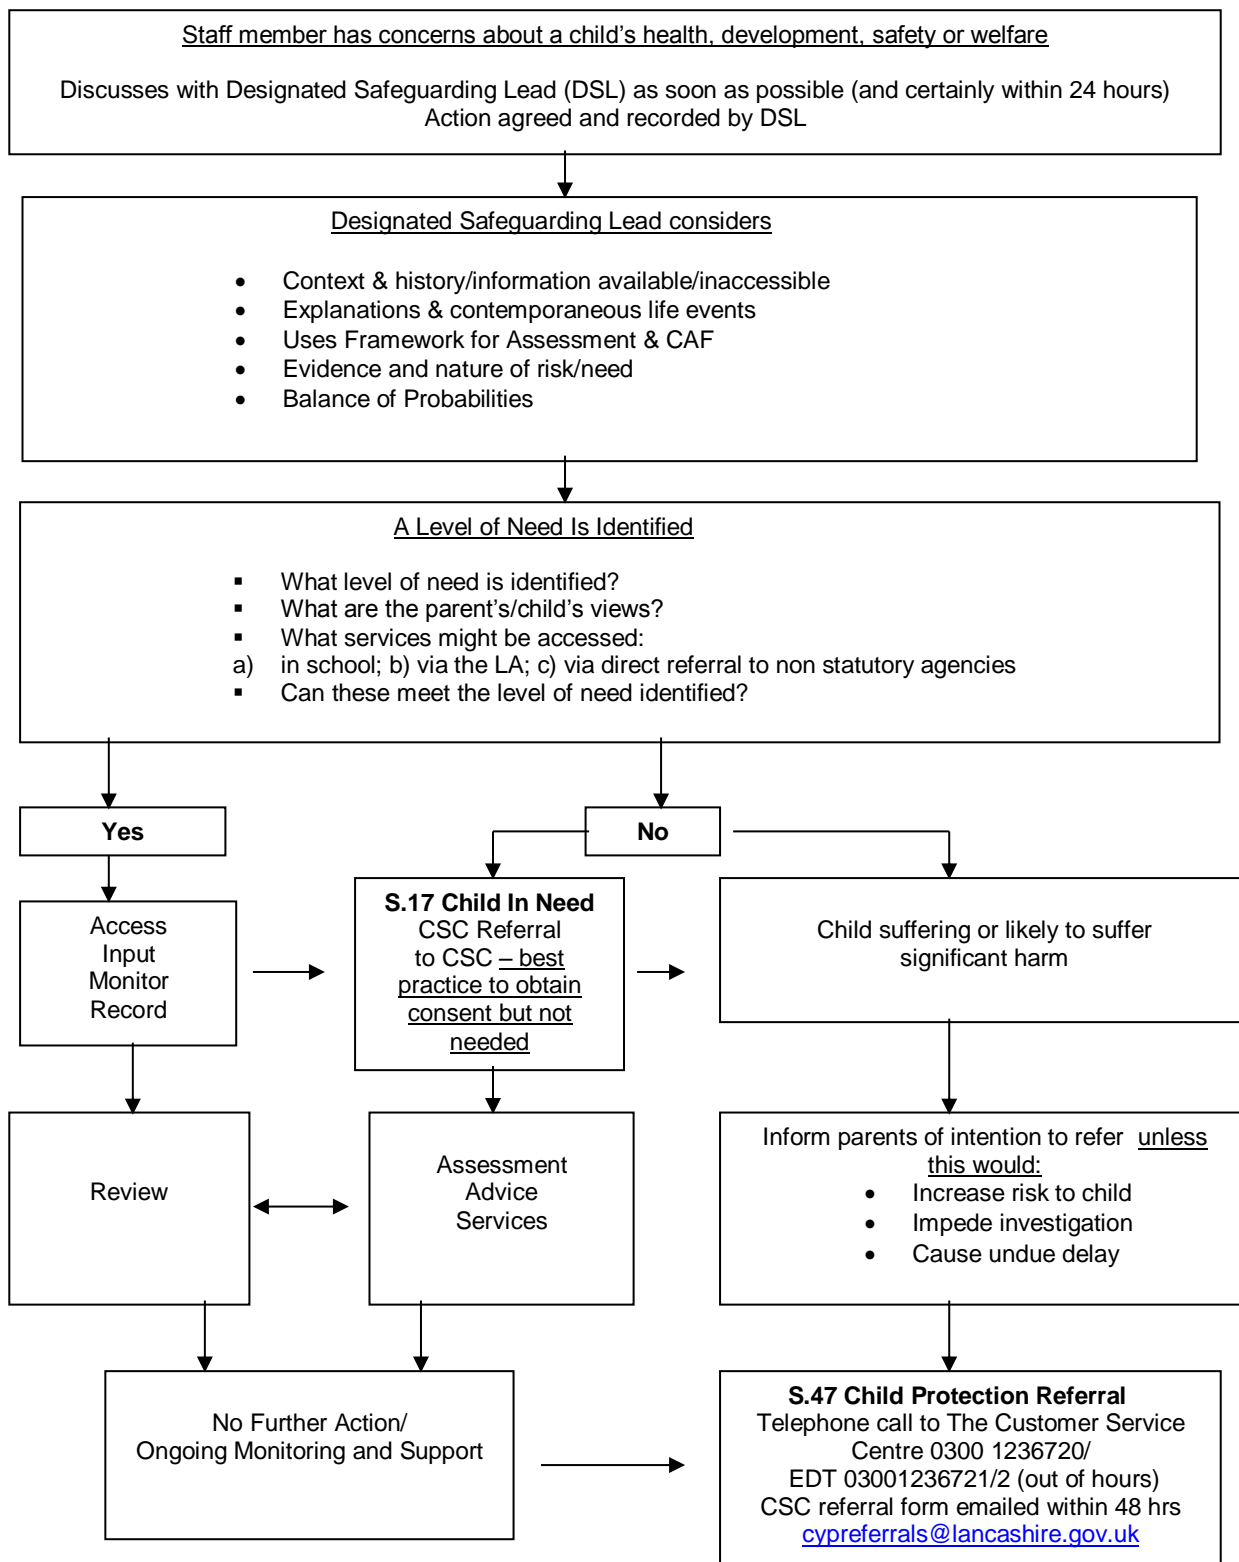 Staff member has concerns about a child’s health, development, safety or welfare
Discusses with Designated Safeguarding Lead (DSL) as soon as possible (and certainly within 24 hours)
Action agreed and recorded by DSL
Designated Safeguarding Lead considers
• Context & history/information available/inaccessible
• Explanations & contemporaneous life events
• Uses Framework for Assessment & CAF
• Evidence and nature of risk/need
• Balance of Probabilities
A Level of Need Is Identified
▪ What level of need is identified?
▪ What are the parent’s/child’s views?
▪ What services might be accessed:
a) in school; b) via the LA; c) via direct referral to non statutory agencies
▪ Can these meet the level of need identified?
Yes
No
Access
Input
Monitor
Record
S.17 Child In Need
CSC Referral
to CSC – best
practice to obtain
consent but not
needed
Child suffering or likely to suffer
significant harm
Review
Assessment
Advice
Services
Inform parents of intention to refer unless
this would:
• Increase risk to child
• Impede investigation
• Cause undue delay
No Further Action/
Ongoing Monitoring and Support
S.47 Child Protection Referral
Telephone call to The Customer Service
Centre 0300 1236720/
EDT 03001236721/2 (out of hours)
CSC referral form emailed within 48 hrs
cypreferrals@lancashire.gov.uk